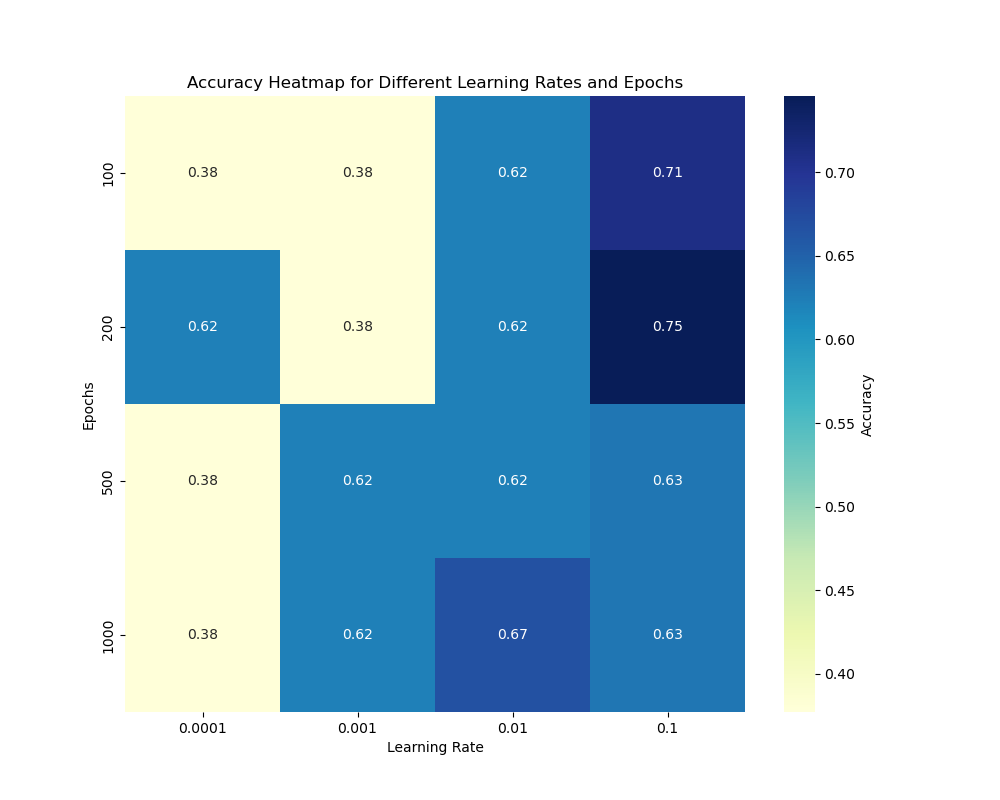 Accuracy Heatmap for Different Learning Rates and Epochs
100
0.38 0.38 0.62 0.71
200
0.62 0.38 0.62 0.75
500
0.38 0.62 0.62 0.63
1000
0.38 0.62 0.67 0.63
Epochs
0.0001 0.001 0.01 0.1
Learning Rate
0.70
0.65
0.60
0.55
0.50
0.45
0.40
Accuracy